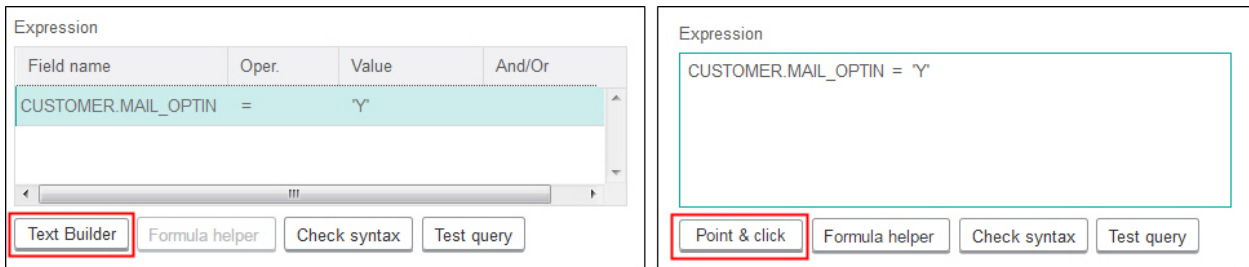 Expression
Field name Oper. Value And/Or
CUSTOMER.MAIL_OPTIN = 'Y'
Text Builder Formula helper Check syntax Test query
Expression
CUSTOMER.MAIL_OPTIN = 'Y'
Point & click Formula helper Check syntax Test query